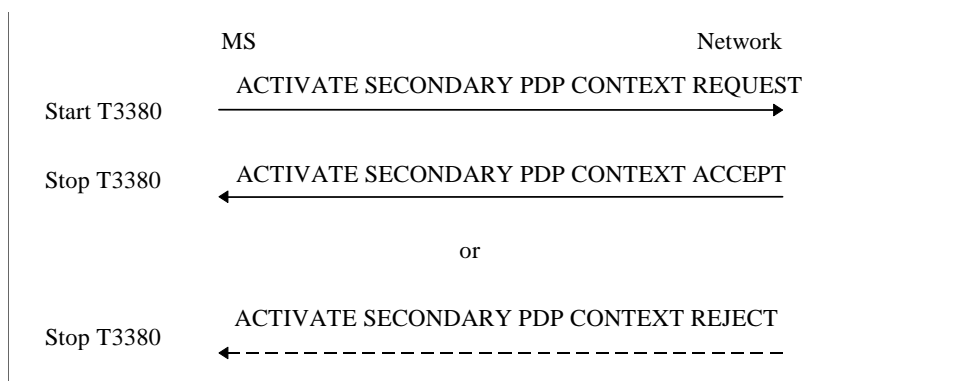 MS Network
ACTIVATE SECONDARY PDP CONTEXT REQUEST
Start T3380
Stop T3380 ACTIVATE SECONDARY PDP CONTEXT ACCEPT
or
ACTIVATE SECONDARY PDP CONTEXT REJECT
Stop T3380